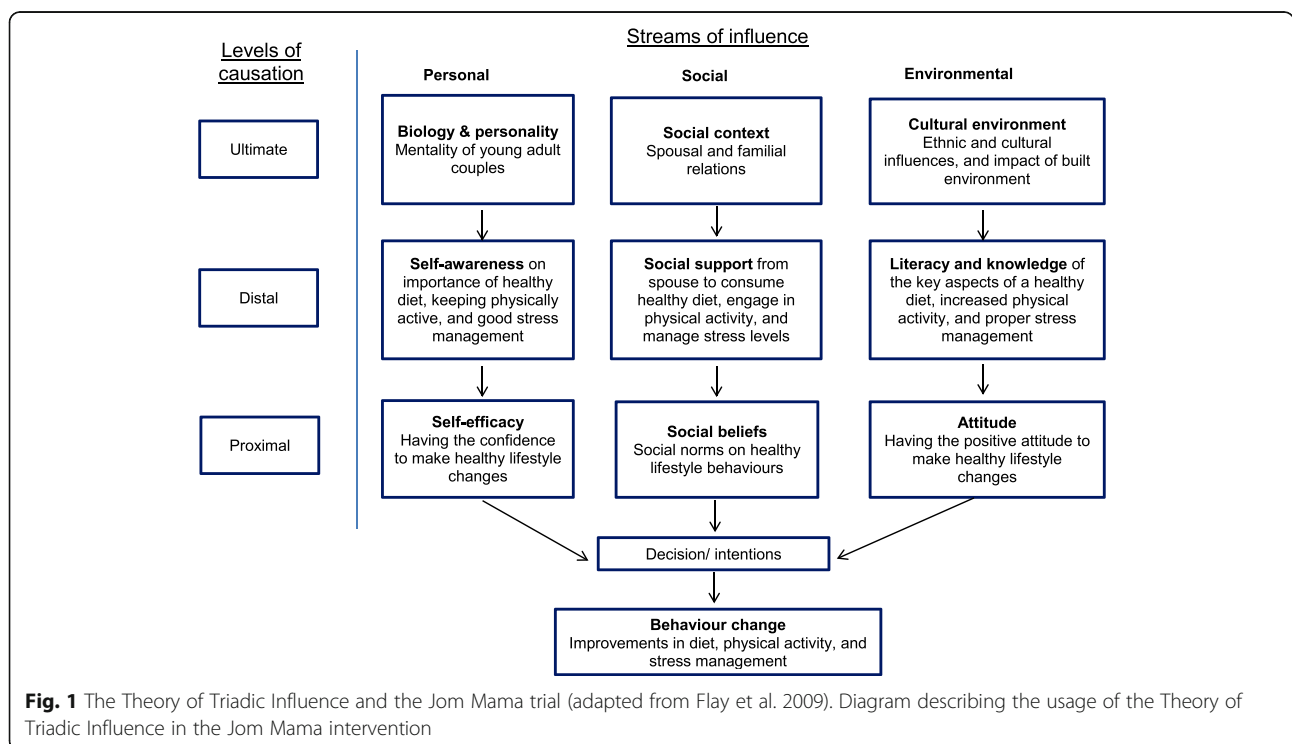 Streams of influence
Levels of
causation
Personal
Social
Environmental
Ultimate
Biology & personality
Mentality of young adult
couples
Social context
Spousal and familial
relations
Cultural environment
Ethnic and cultural
influences, and impact of built
environment
Distal
Self-awareness on
importance of healthy
diet, keeping physically
active, and good stress
management
Social support from
spouse to consume
healthy diet, engage in
physical activity, and
manage stress levels
Literacy and knowledge of
the key aspects of a healthy
diet, increased physical
activity, and proper stress
management
Proximal
Self-efficacy
Having the confidence
to make healthy lifestyle
changes
Social beliefs
Social norms on healthy
lifestyle behaviours
Attitude
Having the positive attitude to
make healthy lifestyle
changes
Decision/ intentions
Behaviour change
Improvements in diet, physical activity, and
stress management
Fig. 1 The Theory of Triadic Influence and the Jom Mama trial (adapted from Flay et al. 2009). Diagram describing the usage of the Theory of
Triadic Influence in the Jom Mama intervention